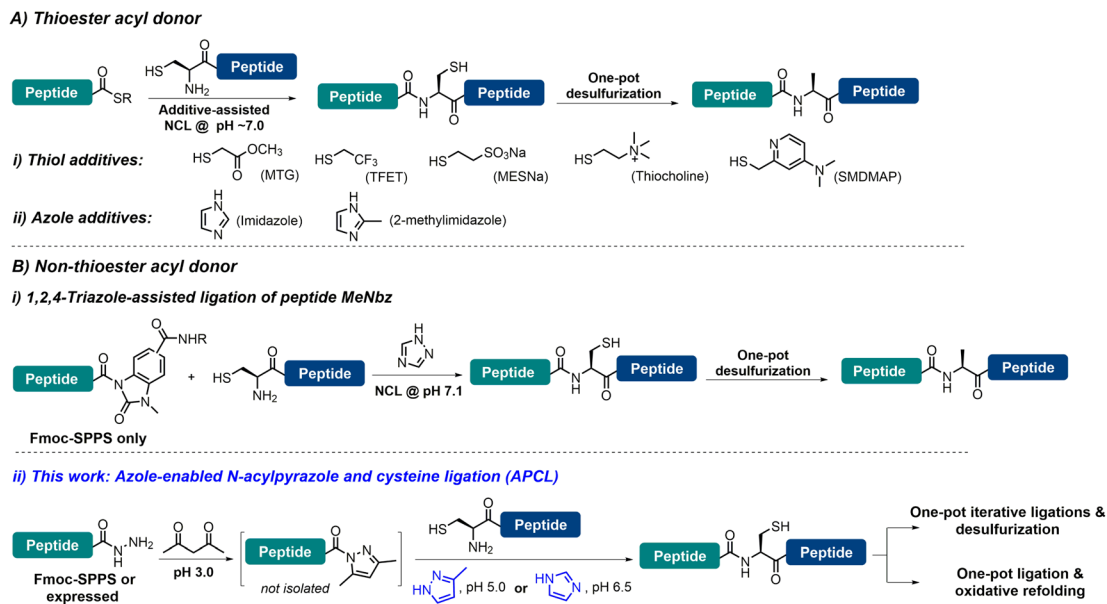 A) Thioester acyl donor
Peptide
O
SR
HS
O
NH₂
Peptide
Additive-assisted
NCL @ pH ~7.0
Peptide
O
N
H
SH
O
Peptide
One-pot
desulfurization
Peptide
O
N
H
O
Peptide
i) Thiol additives:
HS
OCH₃
O
(MTG)
HS
CF₃
(TFET)
HS
SO₃Na
(MESNa)
HS
N
+
(Thiocholine)
HS
N
N
(SMDMAP)
ii) Azole additives:
H
N
N
(Imidazole)
H
N
N
(2-methylimidazole)
B) Non-thioester acyl donor
i) 1,2,4-Triazole-assisted ligation of peptide MeNbz
Peptide
O
N
O
N
O
NHR
Fmoc-SPPS only
+
HS
O
NH₂
Peptide
H
N
N
N
NCL @ pH 7.1
Peptide
O
N
H
SH
O
Peptide
One-pot
desulfurization
Peptide
O
N
H
O
Peptide
ii) This work: Azole-enabled N-acylpyrazole and cysteine ligation (APCL)
Peptide
O
N
H
NH₂
Fmoc-SPPS or
expressed
O O
pH 3.0
Peptide
O
N
N
not isolated
HS
O
NH₂
Peptide
N
HN
, pH 5.0 or
HN
N
, pH 6.5
Peptide
O
N
H
SH
O
Peptide
One-pot iterative ligations &
desulfurization
One-pot ligation &
oxidative refolding